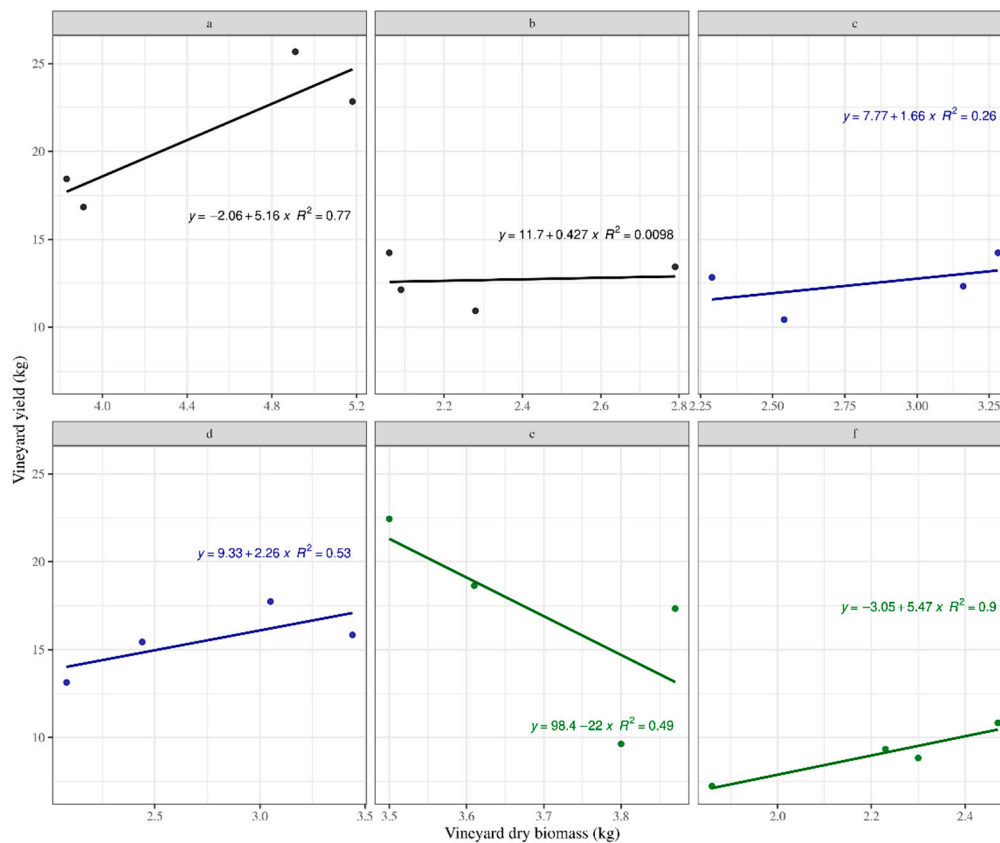 a b c
25
20
15
10
y = 7.77 + 1.66 x R² = 0.26
y = −2.06 + 5.16 x R² = 0.77
y = 11.7 + 0.427 x R² = 0.0098
4.0 4.4 4.8 5.2 2.2 2.4 2.6 2.8 2.25 2.50 2.75 3.00 3.25
Vineyard yield (kg)
d e f
25
20
15
10
y = 9.33 + 2.26 x R² = 0.53
y = −3.05 + 5.47 x R² = 0.9
y = 98.4 − 22 x R² = 0.49
2.5 3.0 3.5 3.5 3.6 3.7 3.8 2.0 2.2 2.4
Vineyard dry biomass (kg)